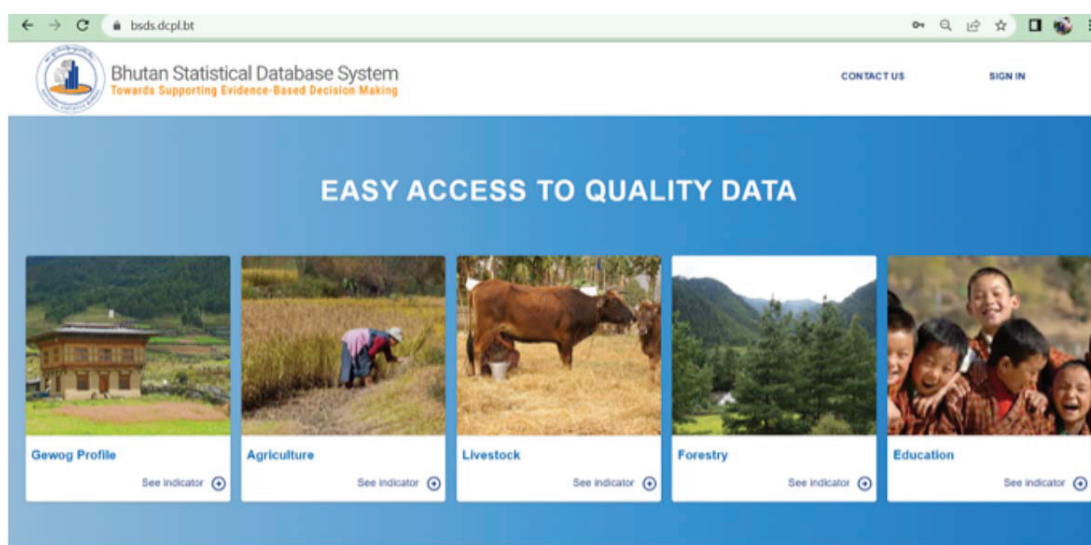 bsds.dcpl.bt
Bhutan Statistical Database System
Towards Supporting Evidence-Based Decision Making
CONTACT US
SIGN IN
EASY ACCESS TO QUALITY DATA
Gewog Profile
See indicator
Agriculture
See indicator
Livestock
See indicator
Forestry
See indicator
Education
See indicator